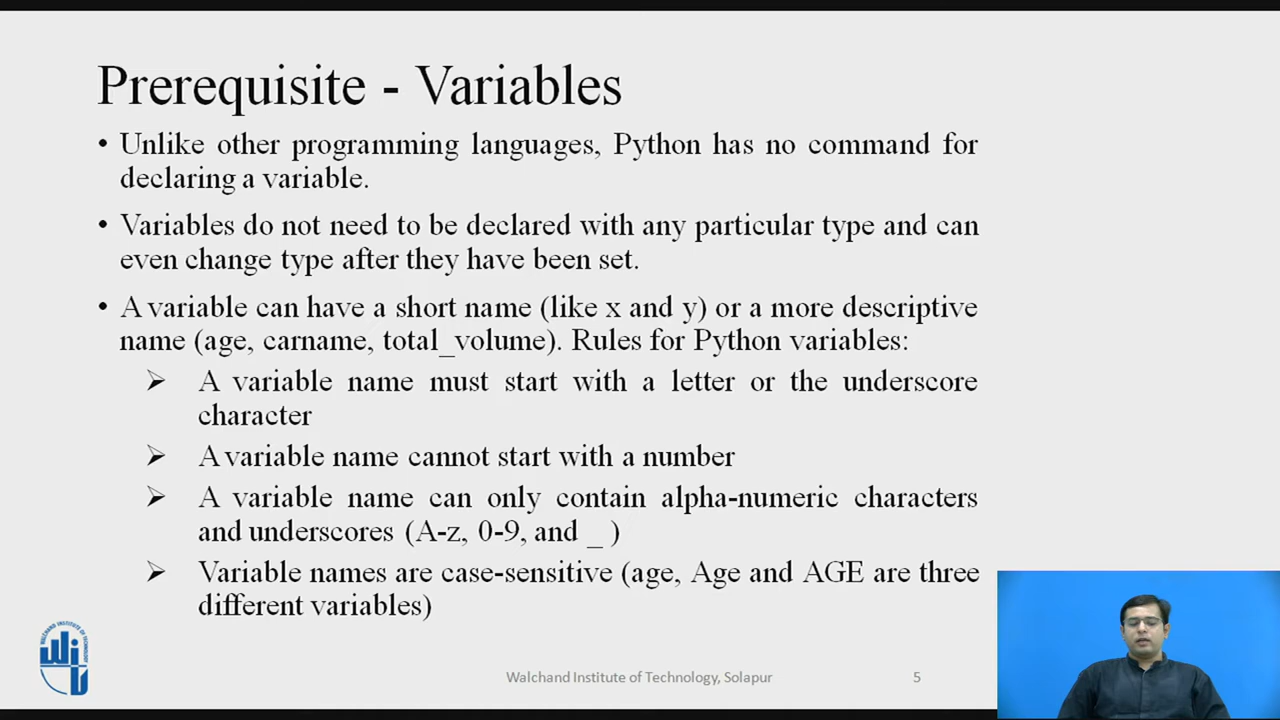 Prerequisite - Variables
• Unlike other programming languages, Python has no command for
declaring a variable.
• Variables do not need to be declared with any particular type and can
even change type after they have been set.
• A variable can have a short name (like x and y) or a more descriptive
name (age, carname, total_volume). Rules for Python variables:
➢ A variable name must start with a letter or the underscore
character
➢ A variable name cannot start with a number
➢ A variable name can only contain alpha-numeric characters
and underscores (A-z, 0-9, and _ )
➢ Variable names are case-sensitive (age, Age and AGE are three
different variables)
WALCHAND INSTITUTE OF TECHNOLOGY
WIT
Walchand Institute of Technology, Solapur
5